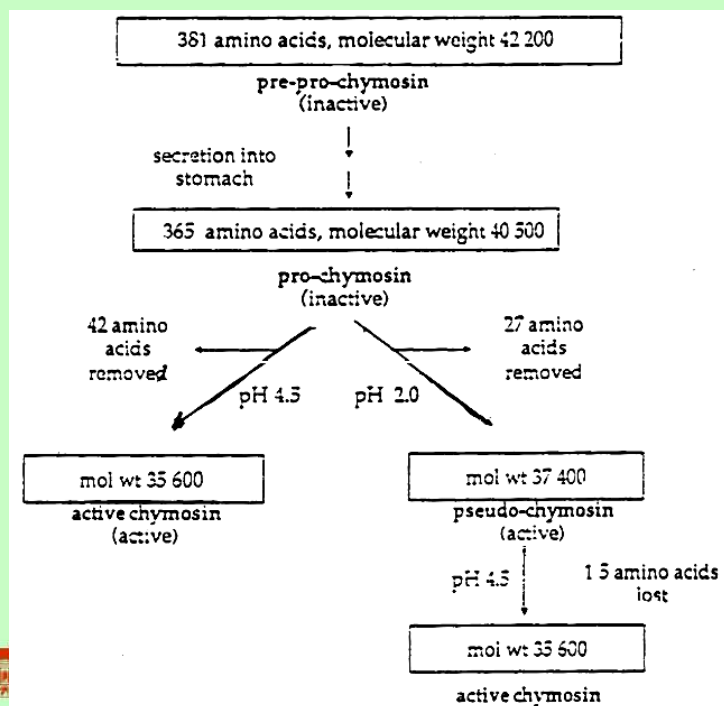 381 amino acids, molecular weight 42 200
pre-pro-chymosin
(inactive)
secretion into
stomach
365 amino acids, molecular weight 40 500
pro-chymosin
(inactive)
42 amino
acids
removed
27 amino
acids
removed
pH 4.5
pH 2.0
mol wt 35 600
active chymosin
(active)
mol wt 37 400
pseudo-chymosin
(active)
pH 4.5
15 amino acids
lost
mol wt 35 600
active chymosin